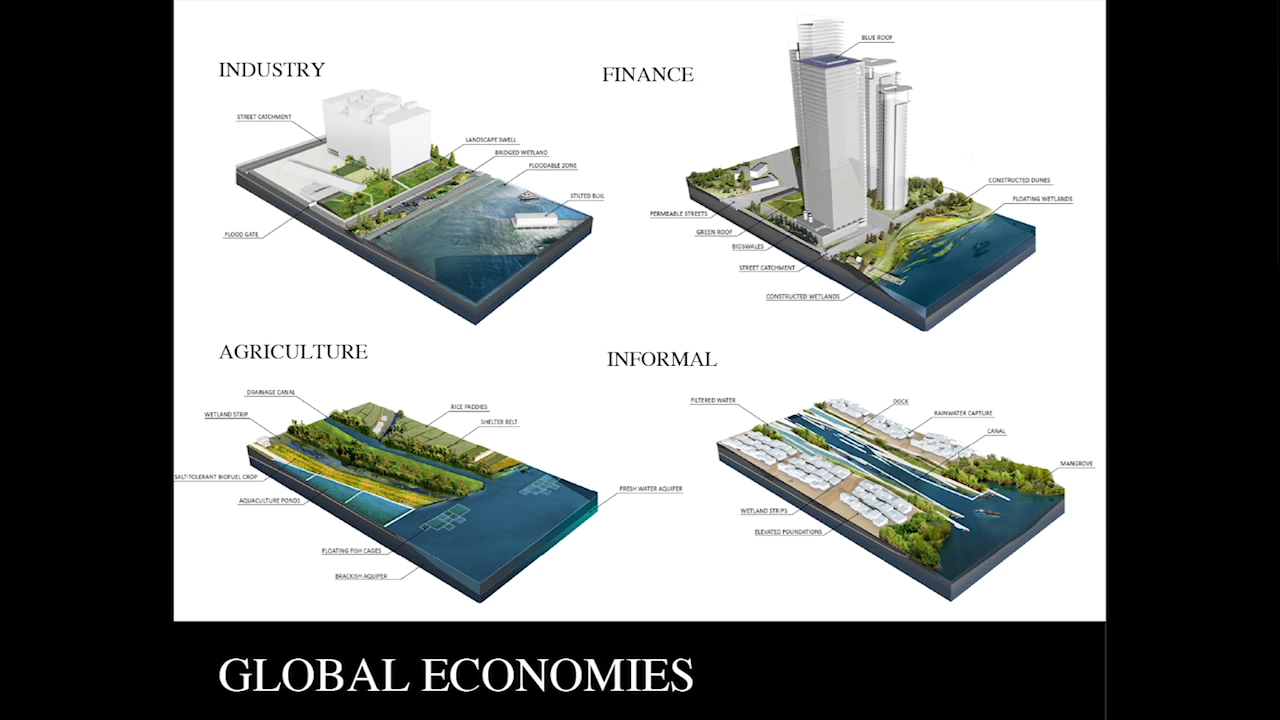 INDUSTRY
STREET CATCHMENT
LANDSCAPE SWELL
BRIDGED WETLAND
FLOODABLE ZONE
STILTED BUIL
FLOOD GATE
FINANCE
BLUE ROOF
CONSTRUCTED DUNES
FLOATING WETLANDS
PERMEABLE STREETS
GREEN ROOF
BIOSWALES
STREET CATCHMENT
CONSTRUCTED WETLANDS
AGRICULTURE
DRAINAGE CANAL
RICE PADDIES
WETLAND STRIP
SHELTER BELT
SALT-TOLERANT BIOFUEL CROP
FRESH WATER AQUIFER
AQUACULTURE PONDS
FLOATING FISH CAGES
BRACKISH AQUIFER
INFORMAL
FILTERED WATER
DOCK
RAINWATER CAPTURE
CANAL
MANGROVE
WETLAND STRIPS
ELEVATED FOUNDATIONS
GLOBAL ECONOMIES